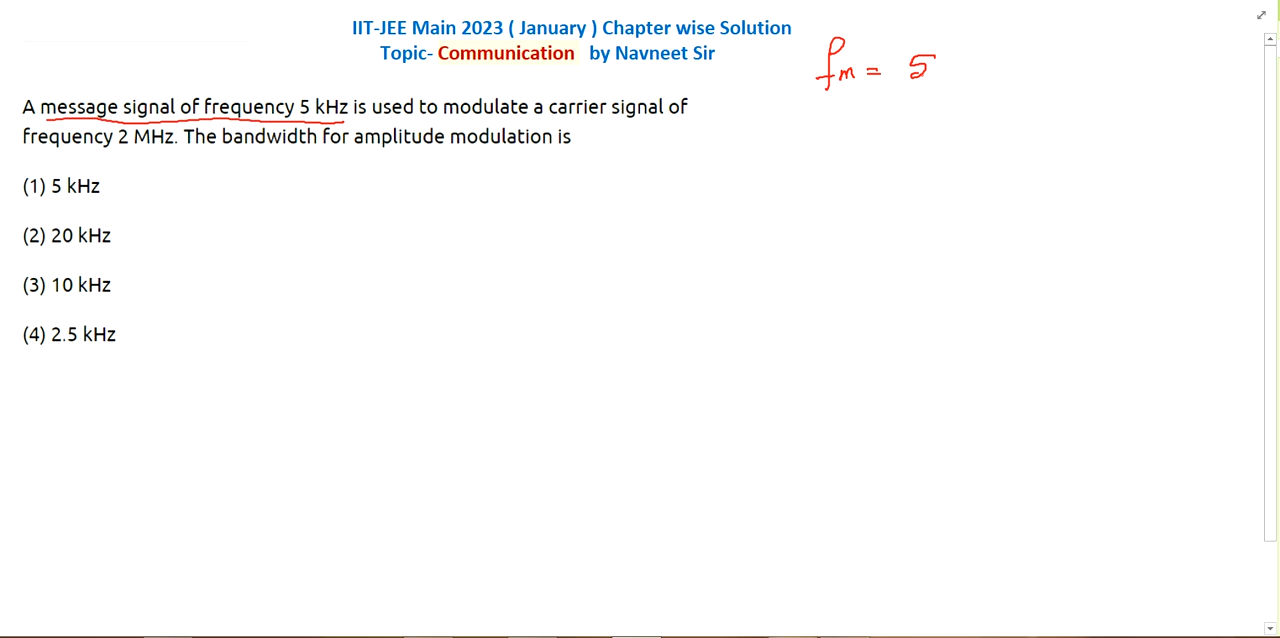 IIT-JEE Main 2023 ( January ) Chapter wise Solution
Topic- Communication by Navneet Sir
fm = 5
A message signal of frequency 5 kHz is used to modulate a carrier signal of
frequency 2 MHz. The bandwidth for amplitude modulation is
(1) 5 kHz
(2) 20 kHz
(3) 10 kHz
(4) 2.5 kHz